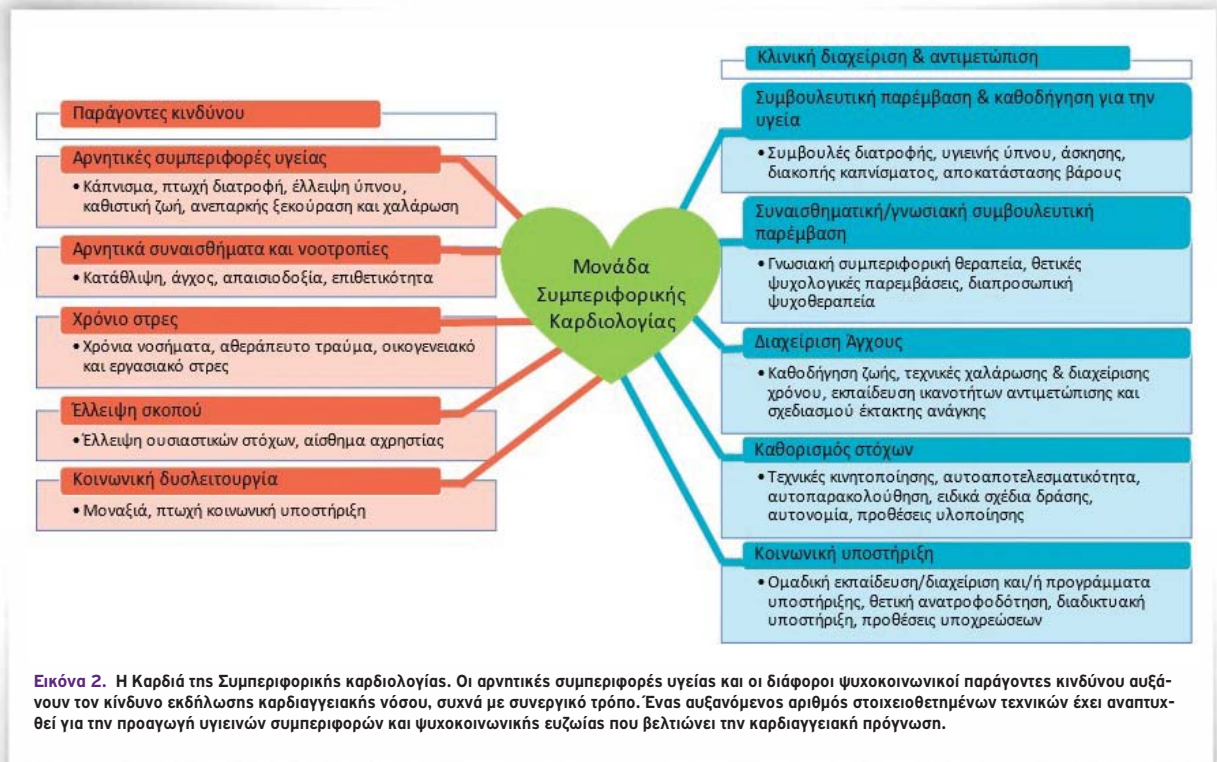 Παράγοντες κινδύνου
Αρνητικές συμπεριφορές υγείας
• Κάπνισμα, πτωχή διατροφή, έλλειψη ύπνου,
καθιστική ζωή, ανεπαρκής ξεκούραση και χαλάρωση
Αρνητικά συναισθήματα και νοοτροπίες
• Κατάθλιψη, άγχος, απαισιοδοξία, επιθετικότητα
Χρόνιο στρες
• Χρόνια νοσήματα, αθεράπευτο τραύμα, οικογενειακό
και εργασιακό στρες
Έλλειψη σκοπού
• Έλλειψη ουσιαστικών στόχων, αίσθημα αχρηστίας
Κοινωνική δυσλειτουργία
• Μοναξιά, πτωχή κοινωνική υποστήριξη
Μονάδα
Συμπεριφορικής
Καρδιολογίας
Κλινική διαχείριση & αντιμετώπιση
Συμβουλευτική παρέμβαση & καθοδήγηση για την
υγεία
• Συμβουλές διατροφής, υγιεινής ύπνου, άσκησης,
διακοπής καπνίσματος, αποκατάστασης βάρους
Συναισθηματική/γνωσιακή συμβουλευτική
παρέμβαση
• Γνωσιακή συμπεριφορική θεραπεία, θετικές
ψυχολογικές παρεμβάσεις, διαπροσωπική
ψυχοθεραπεία
Διαχείριση Άγχους
• Καθοδήγηση ζωής, τεχνικές χαλάρωσης & διαχείρισης
χρόνου, εκπαίδευση ικανοτήτων αντιμετώπισης και
σχεδιασμού έκτακτης ανάγκης
Καθορισμός στόχων
• Τεχνικές κινητοποίησης, αυτοαποτελεσματικότητα,
αυτοπαρακολούθηση, ειδικά σχέδια δράσης,
αυτονομία, προθέσεις υλοποίησης
Κοινωνική υποστήριξη
• Ομαδική εκπαίδευση/διαχείριση και/ή προγράμματα
υποστήριξης, θετική ανατροφοδότηση, διαδικτυακή
υποστήριξη, προθέσεις υποχρεώσεων
Εικόνα 2. Η Καρδιά της Συμπεριφορικής καρδιολογίας. Οι αρνητικές συμπεριφορές υγείας και οι διάφοροι ψυχοκοινωνικοί παράγοντες κινδύνου αυξά-
νουν τον κίνδυνο εκδήλωσης καρδιαγγειακής νόσου, συχνά με συνεργικό τρόπο. Ένας αυξανόμενος αριθμός στοιχειοθετημένων τεχνικών έχει αναπτυχ-
θεί για την προαγωγή υγιεινών συμπεριφορών και ψυχοκοινωνικής ευζωίας που βελτιώνει την καρδιαγγειακή πρόγνωση.